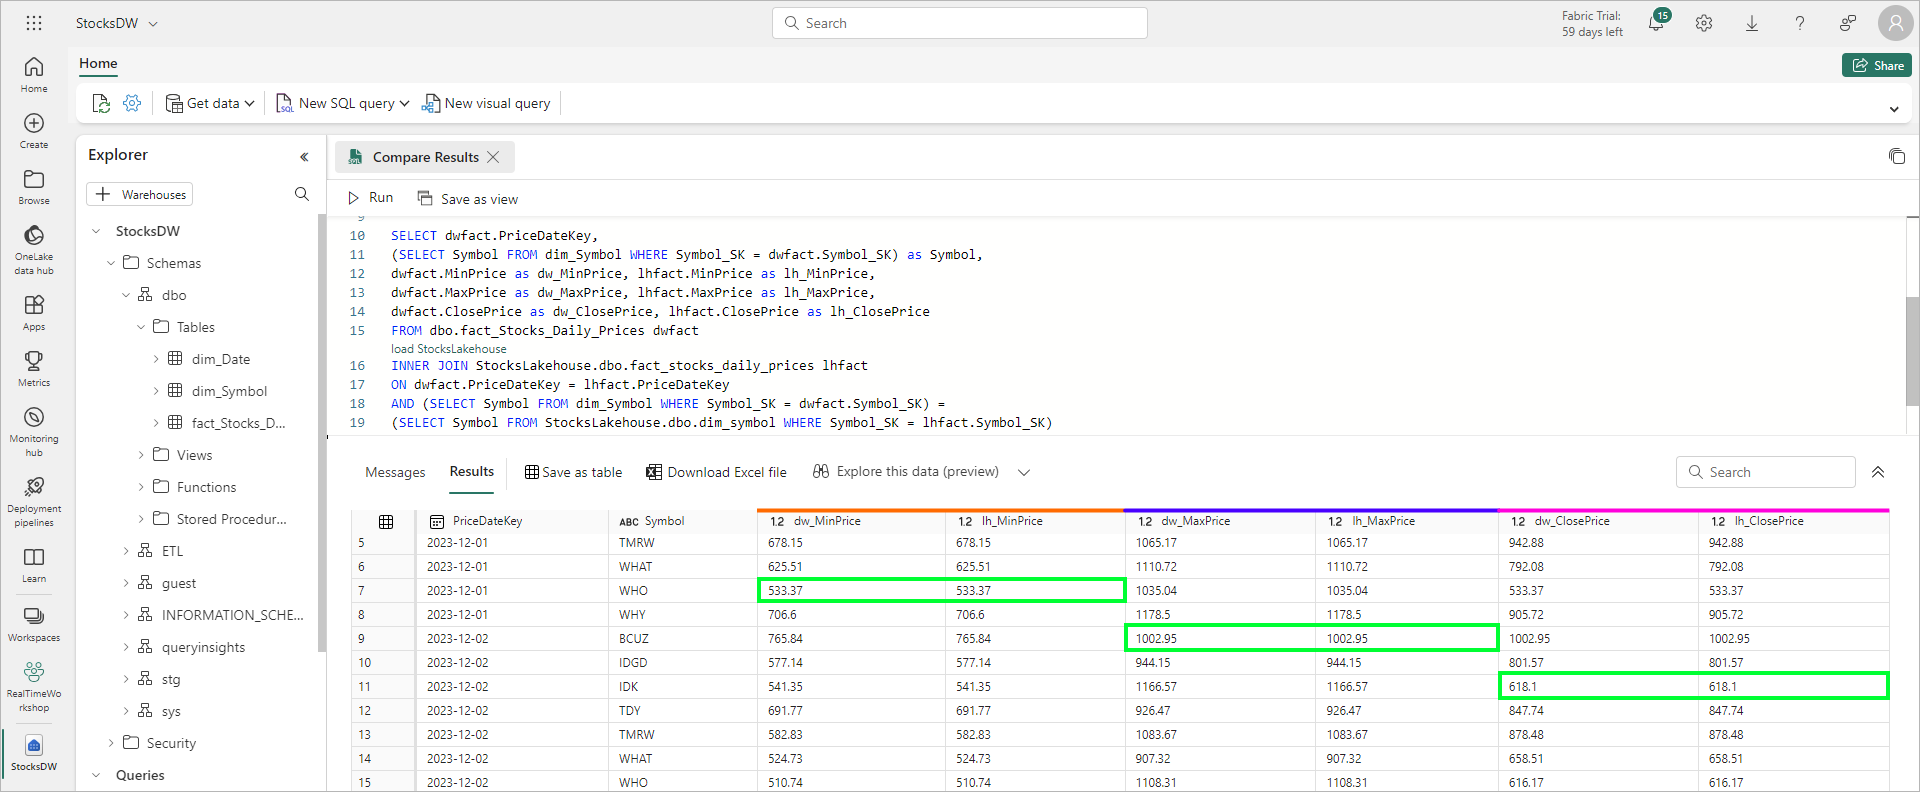 StocksDW
Search
Fabric Trial:
59 days left
15
Home
Share
Get data
New SQL query
New visual query
Home
Create
Browse
OneLake
data hub
Apps
Metrics
Monitoring
hub
Deployment
pipelines
Learn
Workspaces
RealTimeWo
rkshop
StocksDW
Explorer
Warehouses
StocksDW
Schemas
dbo
Tables
dim_Date
dim_Symbol
fact_Stocks_D...
Views
Functions
Stored Procedur...
ETL
guest
INFORMATION_SCHE...
queryinsights
stg
sys
Security
Queries
Compare Results
Run
Save as view
9
10 SELECT dwfact.PriceDateKey,
11 (SELECT Symbol FROM dim_Symbol WHERE Symbol_SK = dwfact.Symbol_SK) as Symbol,
12 dwfact.MinPrice as dw_MinPrice, lhfact.MinPrice as lh_MinPrice,
13 dwfact.MaxPrice as dw_MaxPrice, lhfact.MaxPrice as lh_MaxPrice,
14 dwfact.ClosePrice as dw_ClosePrice, lhfact.ClosePrice as lh_ClosePrice
15 FROM dbo.fact_Stocks_Daily_Prices dwfact
load StocksLakehouse
16 INNER JOIN StocksLakehouse.dbo.fact_stocks_daily_prices lhfact
17 ON dwfact.PriceDateKey = lhfact.PriceDateKey
18 AND (SELECT Symbol FROM dim_Symbol WHERE Symbol_SK = dwfact.Symbol_SK) =
19 (SELECT Symbol FROM StocksLakehouse.dbo.dim_symbol WHERE Symbol_SK = lhfact.Symbol_SK)
Messages Results Save as table Download Excel file Explore this data (preview) Search
PriceDateKey ABC Symbol 1.2 dw_MinPrice 1.2 lh_MinPrice 1.2 dw_MaxPrice 1.2 lh_MaxPrice 1.2 dw_ClosePrice 1.2 lh_ClosePrice
5 2023-12-01 TMRW 678.15 678.15 1065.17 1065.17 942.88 942.88
6 2023-12-01 WHAT 625.51 625.51 1110.72 1110.72 792.08 792.08
7 2023-12-01 WHO 533.37 533.37 1035.04 1035.04 533.37 533.37
8 2023-12-01 WHY 706.6 706.6 1178.5 1178.5 905.72 905.72
9 2023-12-02 BCUZ 765.84 765.84 1002.95 1002.95 1002.95 1002.95
10 2023-12-02 IDGD 577.14 577.14 944.15 944.15 801.57 801.57
11 2023-12-02 IDK 541.35 541.35 1166.57 1166.57 618.1 618.1
12 2023-12-02 TDY 691.77 691.77 926.47 926.47 847.74 847.74
13 2023-12-02 TMRW 582.83 582.83 1083.67 1083.67 878.48 878.48
14 2023-12-02 WHAT 524.73 524.73 907.32 907.32 658.51 658.51
15 2023-12-02 WHO 510.74 510.74 1108.31 1108.31 616.17 616.17